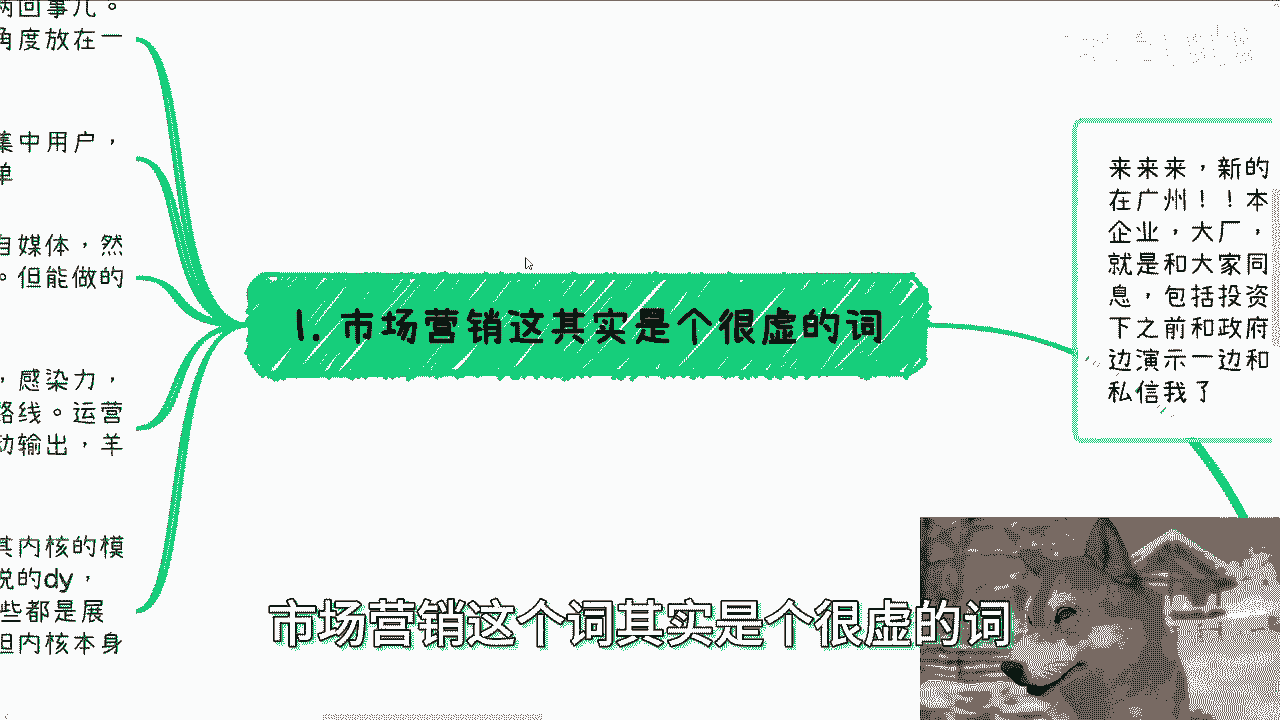 两回事儿。
角度放在一
集中用户，
单
自媒体，然
。但能做的
，感染力，
路线。运营
动输出，羊
其内核的模
说的dy，
些都是展
但内核本身
1. 市场营销这其实是个很虚的词
来来来，新的
在广州！！本
企业，大厂，
就是和大家同
息，包括投资
下之前和政府
边演示一边和
私信我了
市场营销这个词其实是个很虚的词